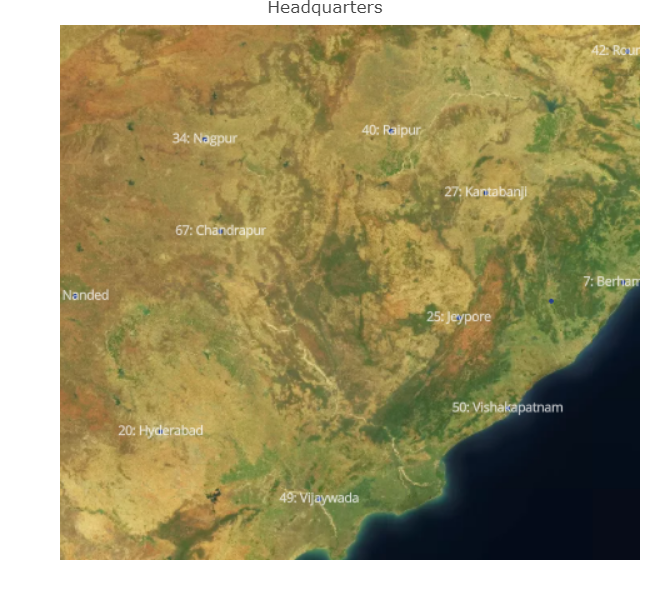 Headquarters
42: Rour
34: Nagpur
40: Raipur
27: Kantabanji
67: Chandrapur
7: Berham
Nanded
25: Jeypore
50: Vishakapatnam
20: Hyderabad
49: Vijaywada